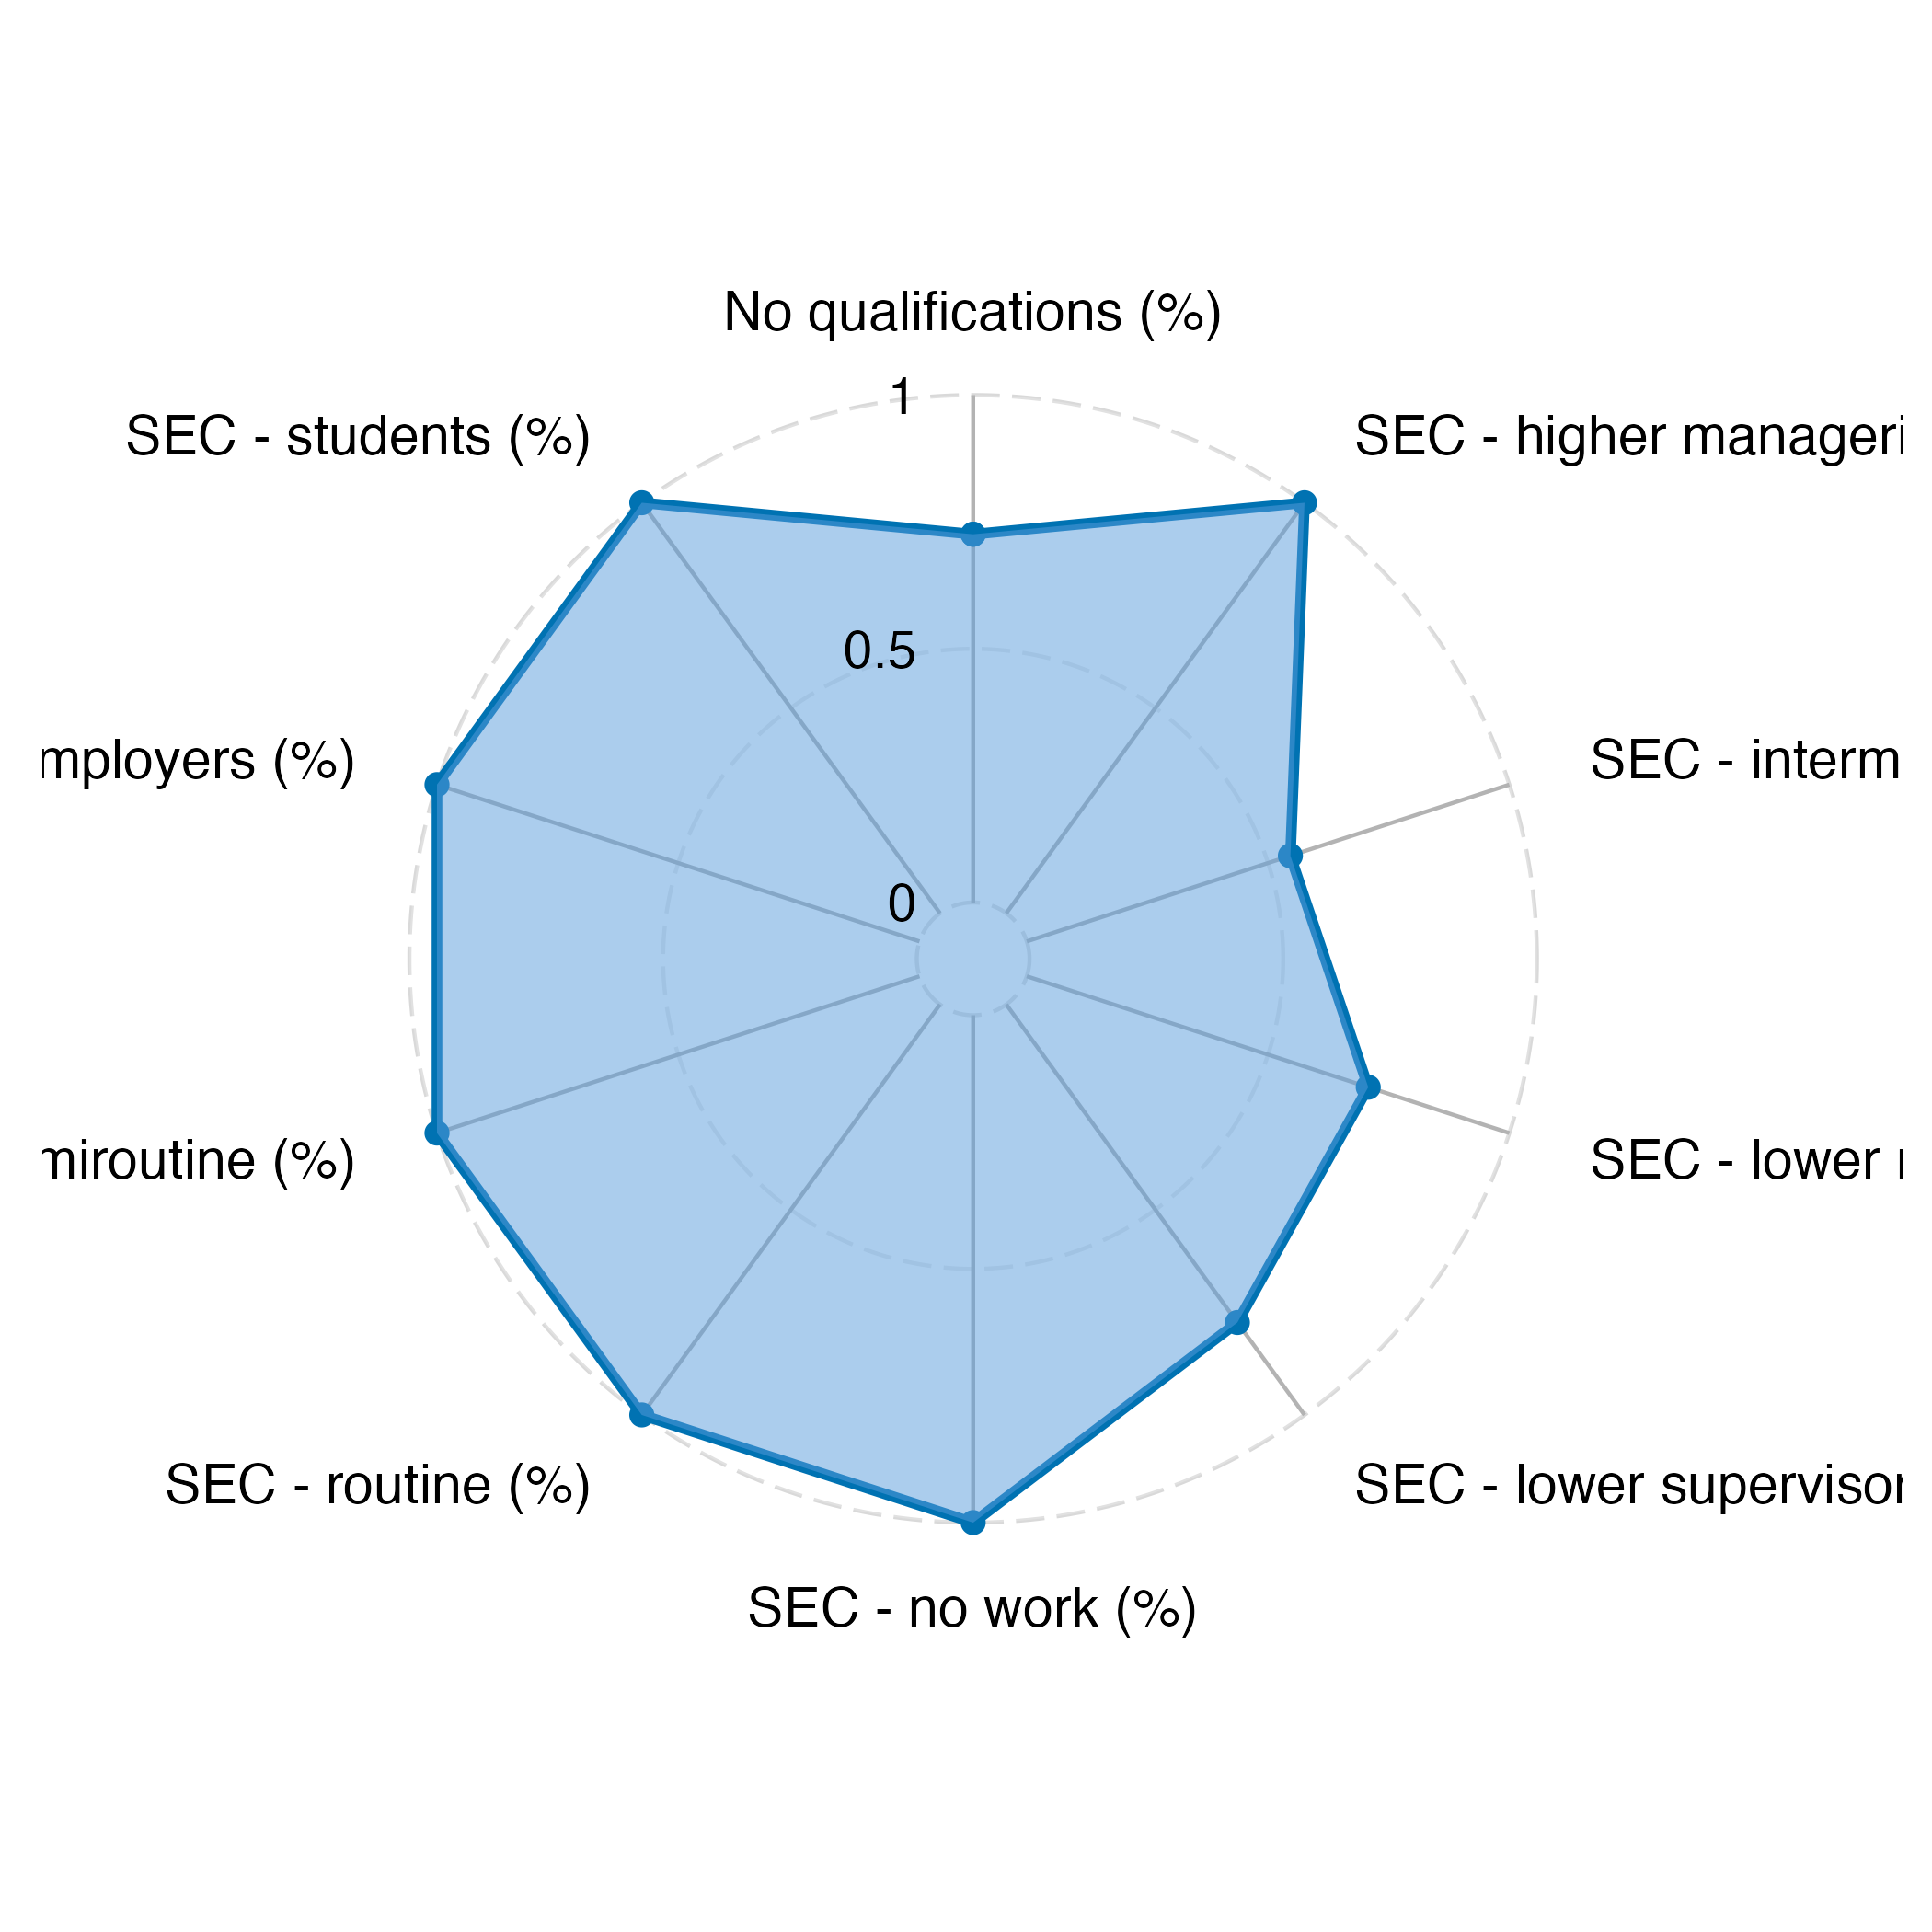 No qualifications (%)
1
SEC - students (%)
SEC - higher manageri
0.5
mployers (%)
SEC - interm
0
miroutine (%)
SEC - lower
SEC - routine (%)
SEC - lower supervisor
SEC - no work (%)